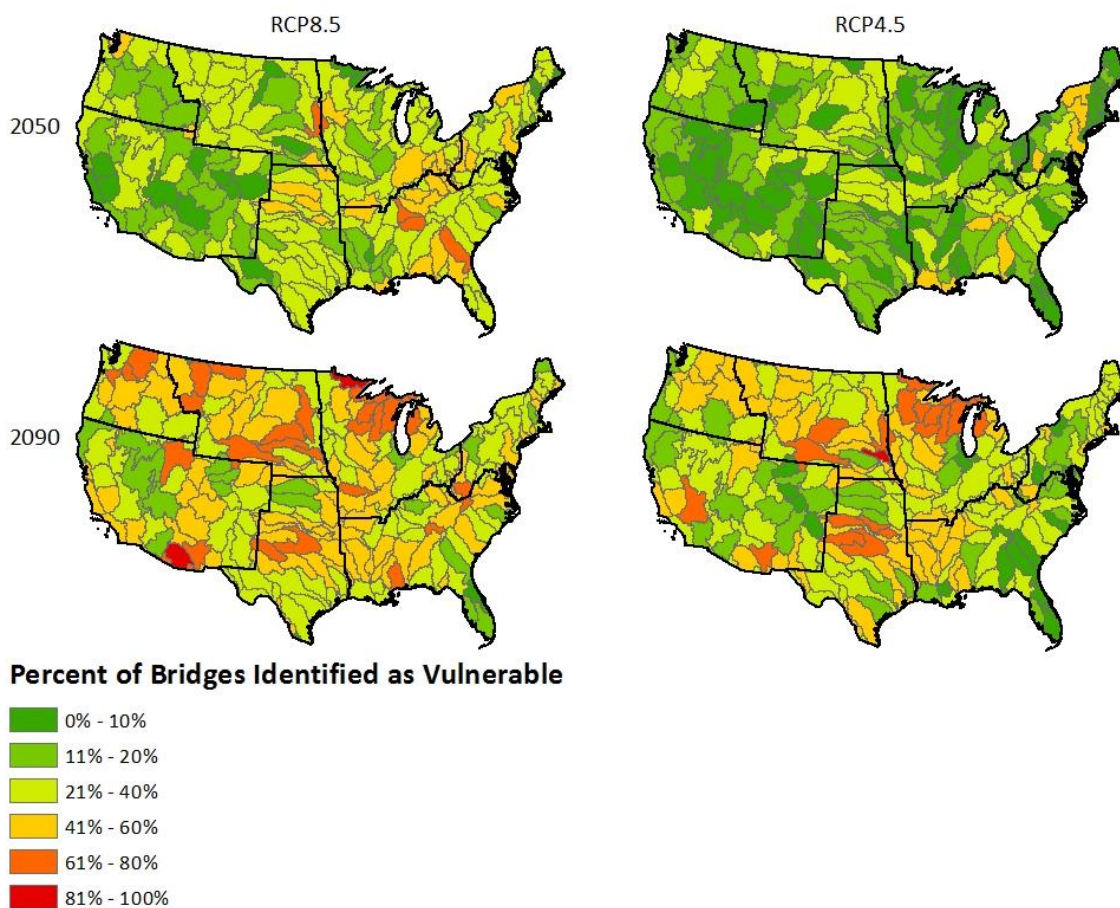 RCP8.5
RCP4.5
2050
2090
Percent of Bridges Identified as Vulnerable
0% - 10%
11% - 20%
21% - 40%
41% - 60%
61% - 80%
81% - 100%